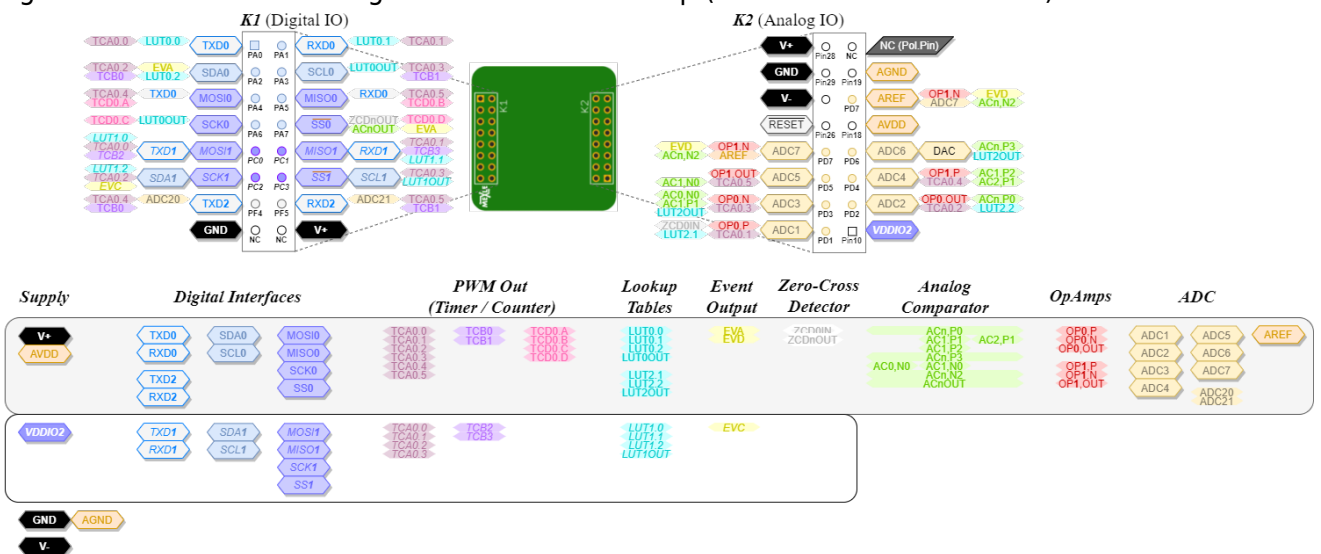 K1 (Digital IO)
K2 (Analog IO)
TCA0.0 LUT0.0 TXD0 PA0 PA1 RXD0 LUT0.1 TCA0.1
TCA0.2 TCB0 EVA LUT0.2 SDA0 PA2 PA3 SCL0 LUT0OUT TCA0.3 TCB1
TCA0.4 TCD0.A TXD0 MOSI0 PA4 PA5 MISO0 RXD0 TCA0.5 TCD0.B
TCD0.C LUT0OUT SCK0 PA6 PA7 SS0 ZCDnOUT ACnOUT TCD0.D EVA
LUT1.0 TCA0.0 TCB2 TXD1 MOSI1 PC0 PC1 MISO1 RXD1 TCA0.1 TCB3 LUT1.1
LUT1.2 TCA0.2 EVC SDA1 SCK1 PC2 PC3 SS1 SCL1 TCA0.3 LUT1OUT
TCA0.4 TCB0 ADC20 TXD2 PF4 PF5 RXD2 ADC21 TCA0.5 TCB1
GND NC NC V+
K1 K2
V+ Pin28 NC NC (Pol.Pin)
GND Pin29 Pin19 AGND
V- PD7 AREF OP1,N ADC7 EVD ACn,N2
RESET Pin26 Pin18 AVDD
EVD ACn,N2 OP1,N AREF ADC7 PD7 PD6 ADC6 DAC ACn,P3 LUT2OUT
AC1,N0 OP1,OUT TCA0.5 ADC5 PD5 PD4 ADC4 OP1,P TCA0.4 AC1,P2 AC2,P1
AC0,N0 AC1,P1 LUT2OUT OP0,N TCA0.3 ADC3 PD3 PD2 ADC2 OP0,OUT TCA0.2 ACn,P0 LUT2.2
ZCD0IN LUT2.1 OP0,P TCA0.1 ADC1 PD1 Pin10 VDDIO2
Supply Digital Interfaces PWM Out (Timer / Counter) Lookup Tables Event Output Zero-Cross Detector Analog Comparator OpAmps ADC
V+ TXD0 SDA0 MOSI0 TCA0.0 TCB0 TCD0.A LUT0.0 EVA ZCD0IN ACn,P0 OP0,P ADC1 ADC5 AREF
AVDD RXD0 SCL0 MISO0 TCA0.1 TCB1 TCD0.B LUT0.1 EVD ZCDnOUT AC1,P1 AC2,P1 OP0,N ADC2 ADC6
SCK0 TCA0.2 TCD0.C LUT0.2 AC1,P2 OP0,OUT
TCA0.3 TCD0.D LUT0OUT ACn,P3
TXD2 SS0 TCA0.4 LUT2.1 AC0,N0 AC1,N0 OP1,P ADC3 ADC7
RXD2 TCA0.5 LUT2.2 ACn,N2 OP1,N ADC4 ADC20
LUT2OUT ACnOUT OP1,OUT ADC21
VDDIO2 TXD1 SDA1 MOSI1 TCA0.0 TCB2 LUT1.0 EVC
RXD1 SCL1 MISO1 TCA0.1 TCB3 LUT1.1
SCK1 TCA0.2 LUT1.2
SS1 TCA0.3 LUT1OUT
GND AGND
V-